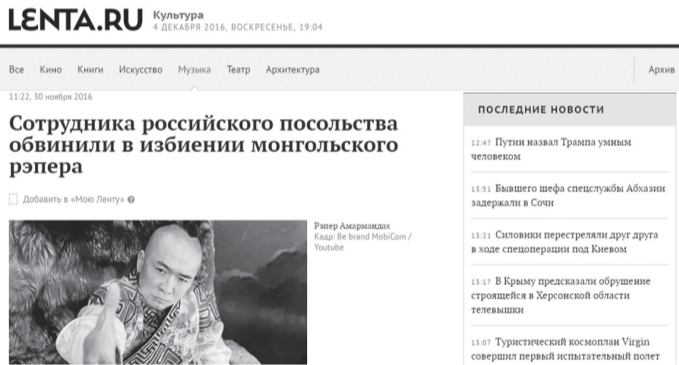 LENTA.RU
Культура
4 ДЕКАБРЯ 2016, ВОСКРЕСЕНЬЕ, 19:04
Все Кино Книги Искусство Музыка Театр Архитектура Архив
11:22, 30 ноября 2016
Сотрудника российского посольства
обвинили в избиении монгольского
рэпера
Добавить в «Мою Ленту»
Рэпер Амармандах
Кадр: Be brand MobiCom /
Youtube
ПОСЛЕДНИЕ НОВОСТИ
12:47 Путин назвал Трампа умным
человеком
13:51 Бывшего шефа спецслужбы Абхазии
задержали в Сочи
13:21 Силовики перестреляли друг друга
в ходе спецоперации под Киевом
13:17 В Крыму предсказали обрушение
строящейся в Херсонской области
телевышки
13:07 Туристический космоплан Virgin
совершил первый испытательный полет